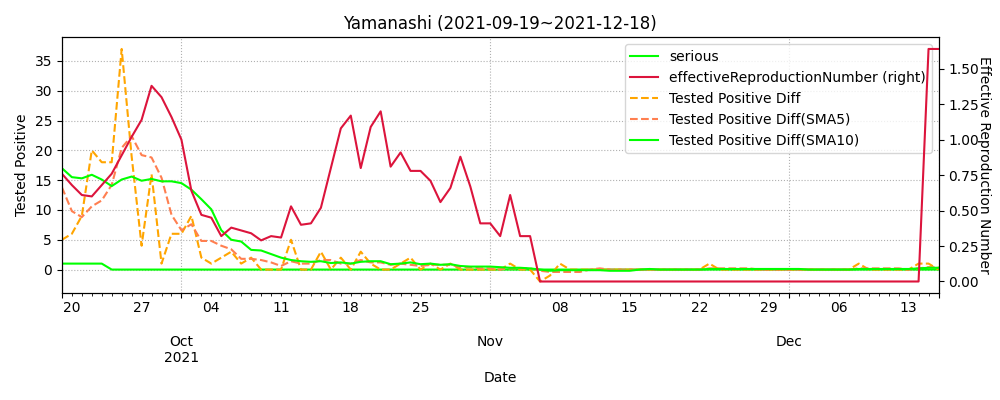 Yamanashi (2021-09-19~2021-12-18)
serious
effectiveReproductionNumber (right)
Tested Positive Diff
Tested Positive Diff(SMA5)
Tested Positive Diff(SMA10)
Tested Positive
35
30
25
20
15
10
5
0
Effective Reproduction Number
1.50
1.25
1.00
0.75
0.50
0.25
0.00
20 27 04 11 18 25 08 15 22 29 06 13
Oct Nov Dec
2021
Date